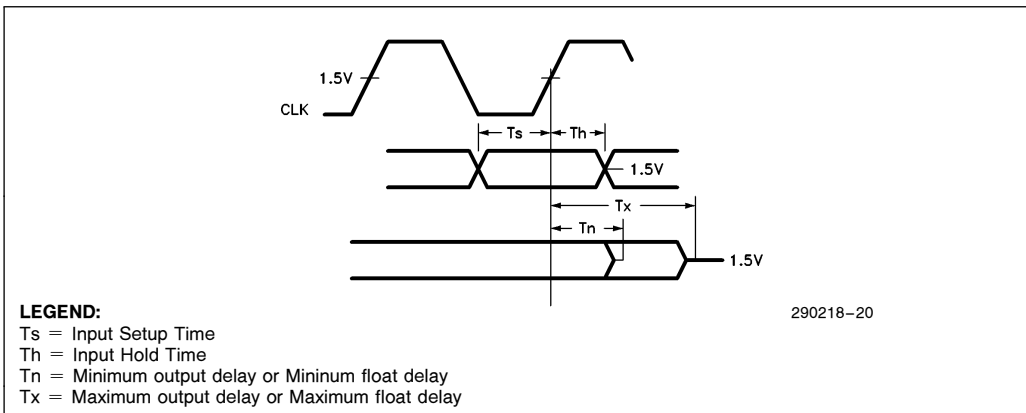 1.5V
CLK
Ts
Th
1.5V
Tx
Tn
1.5V
LEGEND:
290218–20
Ts = Input Setup Time
Th = Input Hold Time
Tn = Minimum output delay or Mininum float delay
Tx = Maximum output delay or Maximum float delay